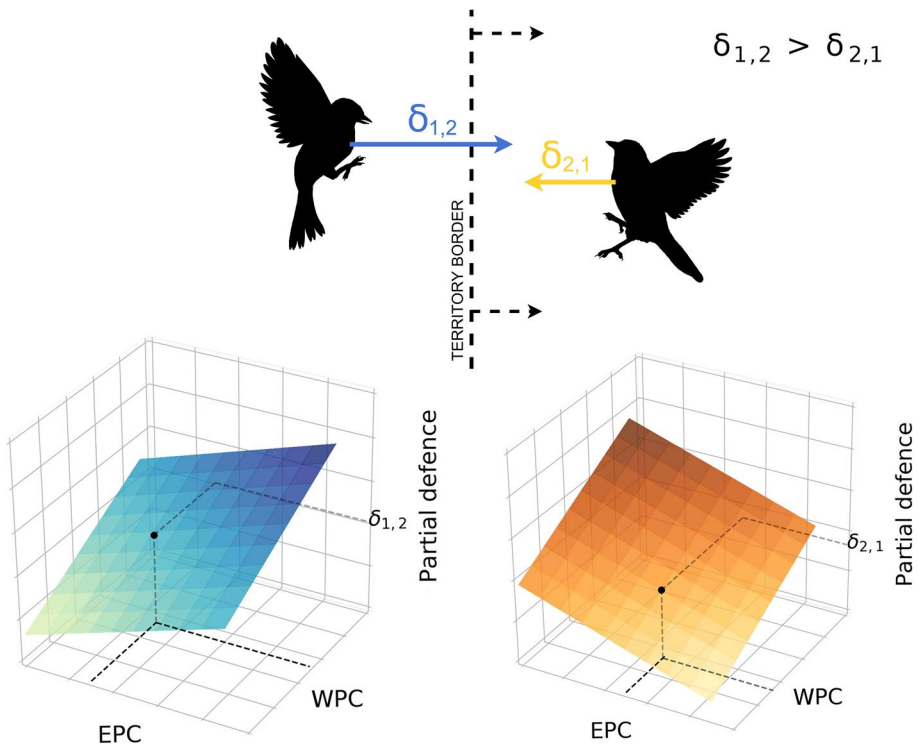 δ1,2 > δ2,1
δ1,2
δ2,1
TERRITORY BORDER
Partial defence
δ1,2
WPC
EPC
Partial defence
δ2,1
WPC
EPC